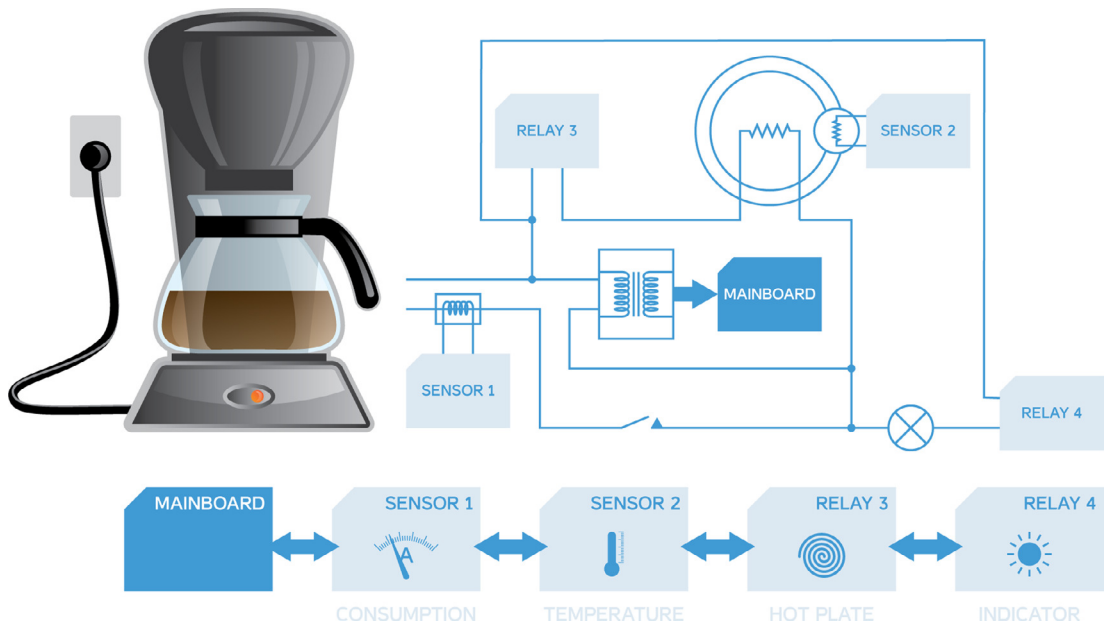 RELAY 3
SENSOR 2
MAINBOARD
SENSOR 1
RELAY 4
MAINBOARD
SENSOR 1
SENSOR 2
RELAY 3
RELAY 4
A
CONSUMPTION
TEMPERATURE
HOT PLATE
INDICATOR